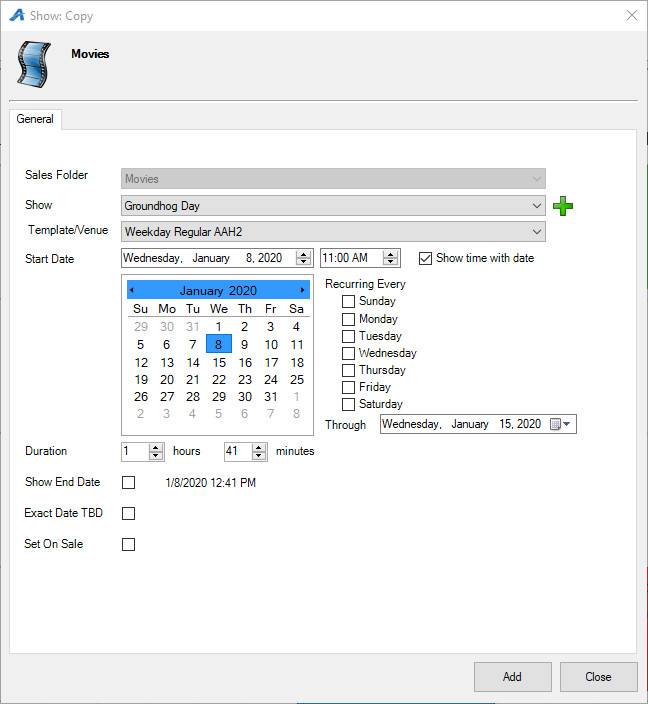 Show: Copy
Movies
General
Sales Folder Movies
Show Groundhog Day
Template/Venue Weekday Regular AAH2
Start Date Wednesday, January 8, 2020 11:00 AM Show time with date
January 2020
Su Mo Tu We Th Fr Sa
29 30 31 1 2 3 4
5 6 7 8 9 10 11
12 13 14 15 16 17 18
19 20 21 22 23 24 25
26 27 28 29 30 31 1
2 3 4 5 6 7 8
Recurring Every
Sunday
Monday
Tuesday
Wednesday
Thursday
Friday
Saturday
Through Wednesday, January 15, 2020
Duration 1 hours 41 minutes
Show End Date 1/8/2020 12:41 PM
Exact Date TBD
Set On Sale
Add Close